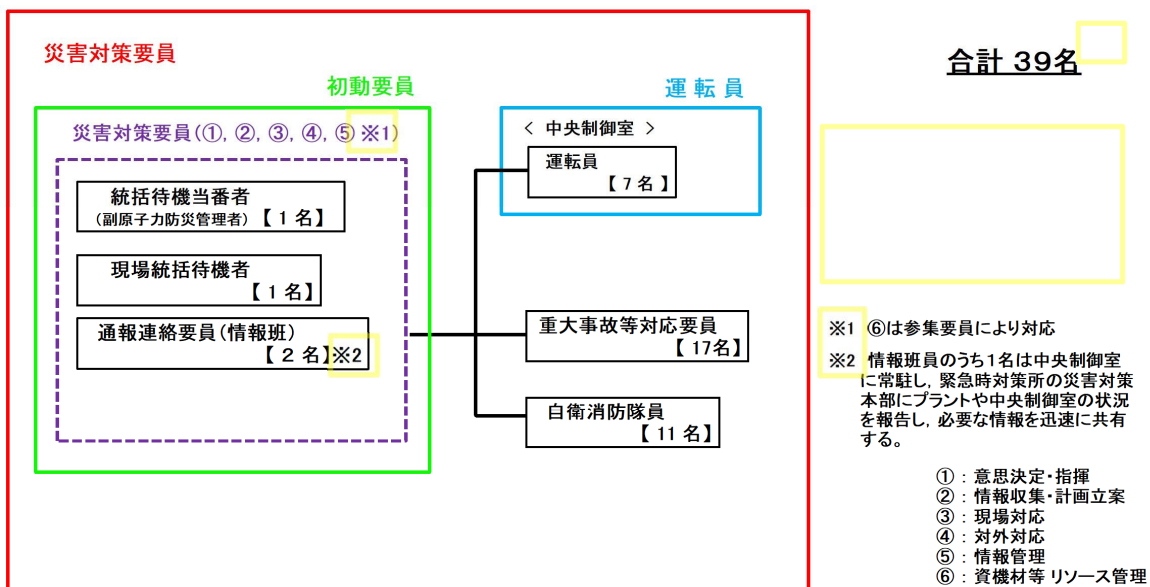 災害対策要員
合計 39名
初動要員
運 転 員
災害対策要員(①, ②, ③, ④, ⑤ ※1)
< 中央制御室 >
運転員
【 7 名 】
統括待機当番者
(副原子力防災管理者) 【 1 名】
現場統括待機者
【 1 名】
通報連絡要員(情報班)
【 2 名】※2
重大事故等対応要員
【 17名】
自衛消防隊員
【 11 名】
※1 ⑥は参集要員により対応
※2 情報班員のうち1名は中央制御室
に常駐し, 緊急時対策所の災害対策
本部にプラントや中央制御室の状況
を報告し, 必要な情報を迅速に共有
する。
① : 意思決定・指揮
② : 情報収集・計画立案
③ : 現場対応
④ : 対外対応
⑤ : 情報管理
⑥ : 資機材等 リソース管理